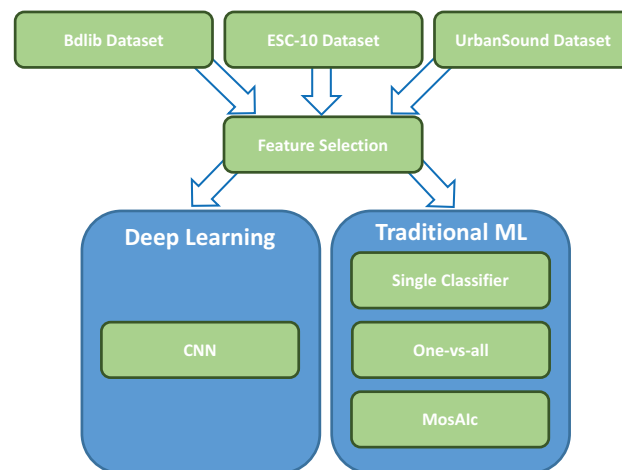 Bdlib Dataset
ESC-10 Dataset
UrbanSound Dataset
Feature Selection
Deep Learning
CNN
Traditional ML
Single Classifier
One-vs-all
MosAIc